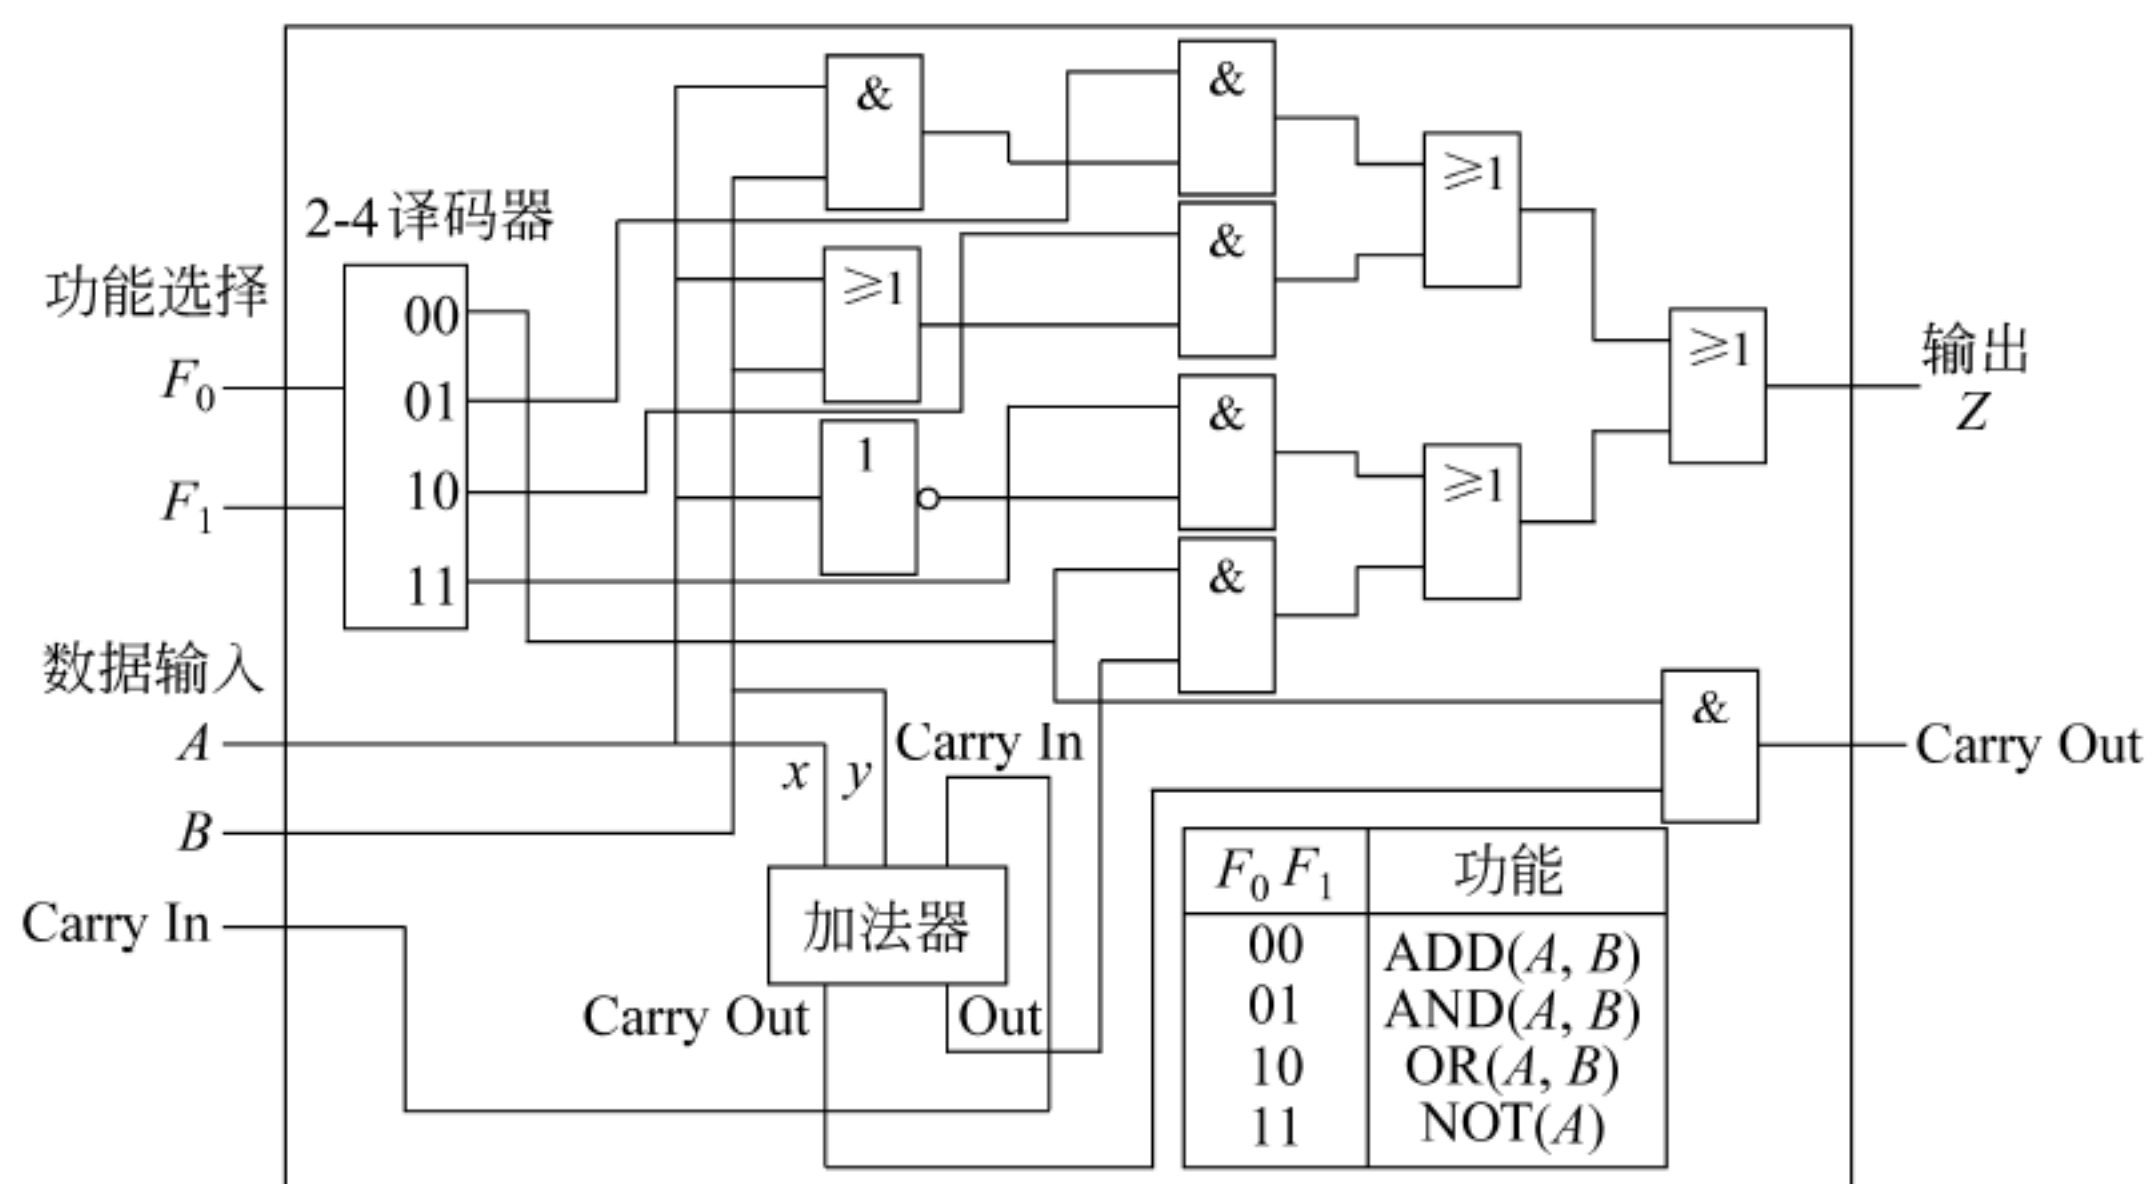 &
&
2-4译码器
≥1
&
≥1
功能选择
00
≥1
输出
F₀
01
1
&
≥1
Z
F₁
10
11
&
数据输入
&
A
x
y
Carry In
Carry Out
B
F₀ F₁ 功能
Carry In
加法器
00 ADD(A, B)
Carry Out
Out
01 AND(A, B)
10 OR(A, B)
11 NOT(A)